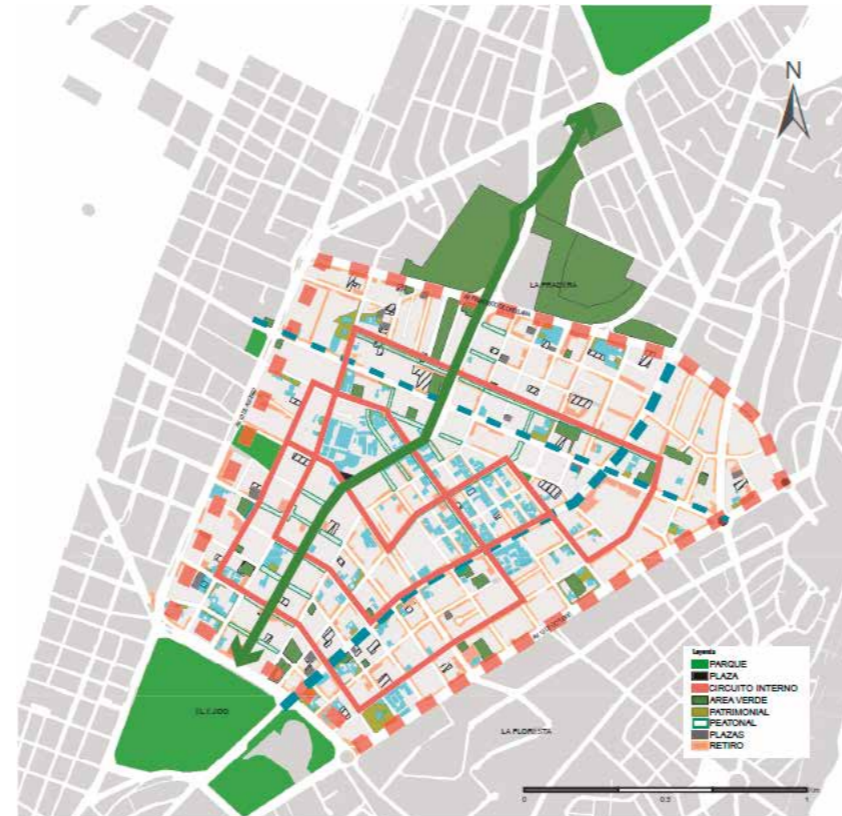 N
LA PRADERA
EL EJIDO
LA FLORESTA
Leyenda
PARQUE
PLAZA
CIRCUITO INTERNO
AREA VERDE
PATRIMONIAL
PEATONAL
PLAZAS
RETIRO
0
0.5
1